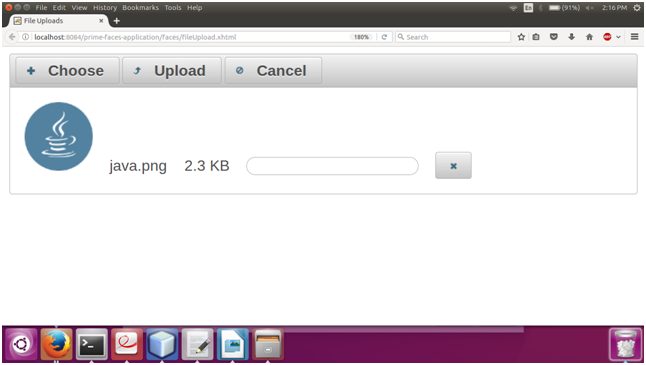 File Edit View History Bookmarks Tools Help
En (91%) 2:16 PM
File Uploads
localhost:8084/prime-faces-application/faces/fileUpload.xhtml 180% Search
Choose Upload Cancel
java.png 2.3 KB